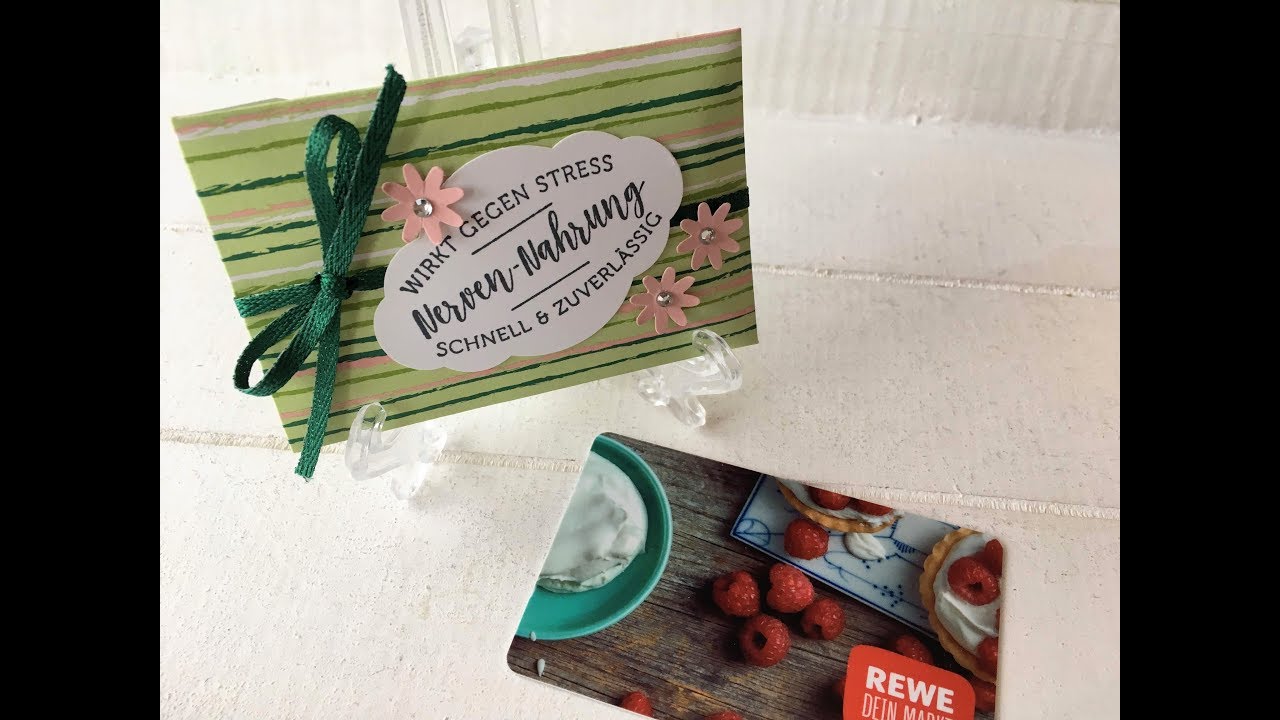 WIRKT GEGEN STRESS
Nerven-Nahrung
SCHNELL & ZUVERLÄSSIG
REWE
DEIN MARKT